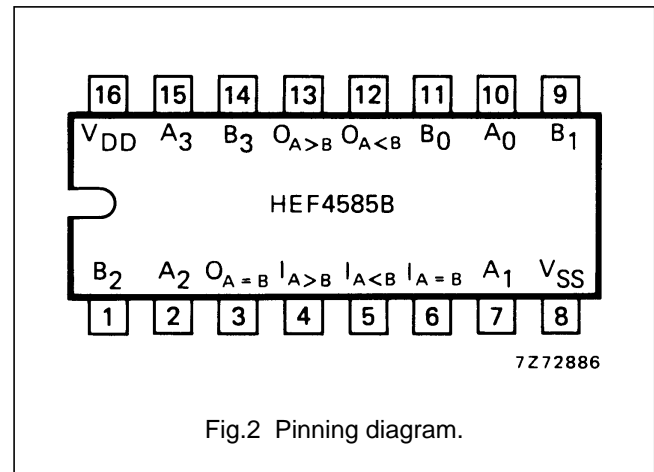 16 15 14 13 12 11 10 9
VDD A3 B3 OA>B OA<B B0 A0 B1
HEF4585B
B2 A2 OA=B IA>B IA<B IA=B A1 VSS
1 2 3 4 5 6 7 8
7Z72886
Fig.2 Pinning diagram.